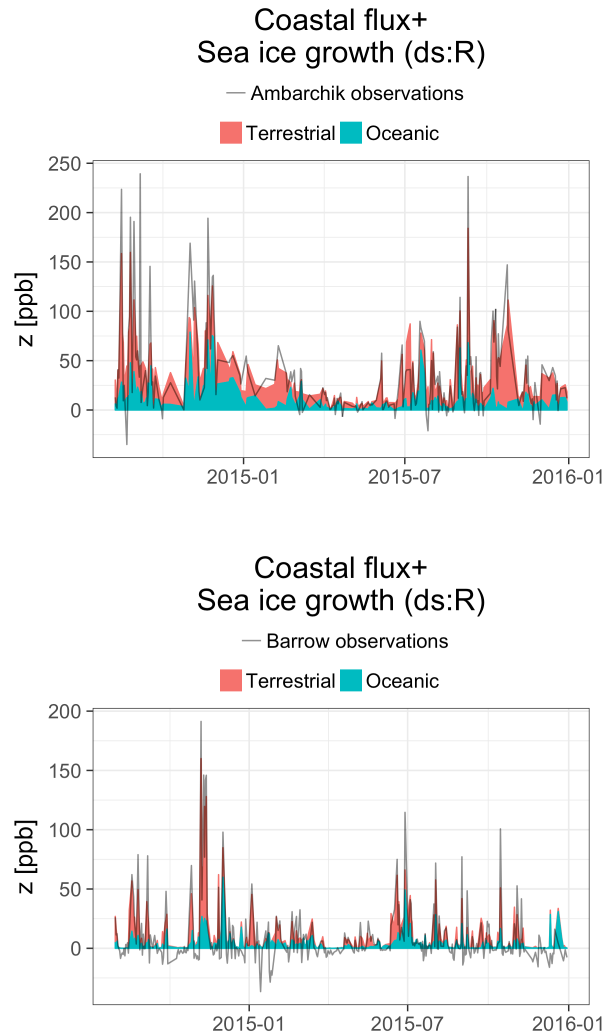 Coastal flux+
Sea ice growth (ds:R)
Ambarchik observations
Terrestrial Oceanic
250
200
150
100
50
0
z [ppb]
2015-01 2015-07 2016-01
Coastal flux+
Sea ice growth (ds:R)
Barrow observations
Terrestrial Oceanic
200
150
100
50
0
z [ppb]
2015-01 2015-07 2016-01